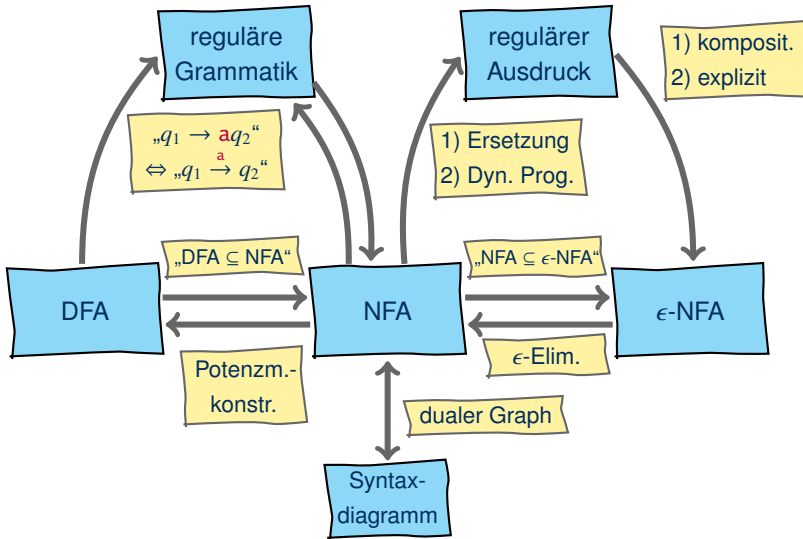 reguläre
Grammatik
regulärer
Ausdruck
1) komposit.
2) explizit
„q₁ → aq₂“
⇔ „q₁ →ᵃ q₂“
1) Ersetzung
2) Dyn. Prog.
„DFA ⊆ NFA“
„NFA ⊆ ϵ-NFA“
DFA
NFA
ϵ-NFA
Potenzm.-
konstr.
ϵ-Elim.
dualer Graph
Syntax-
diagramm